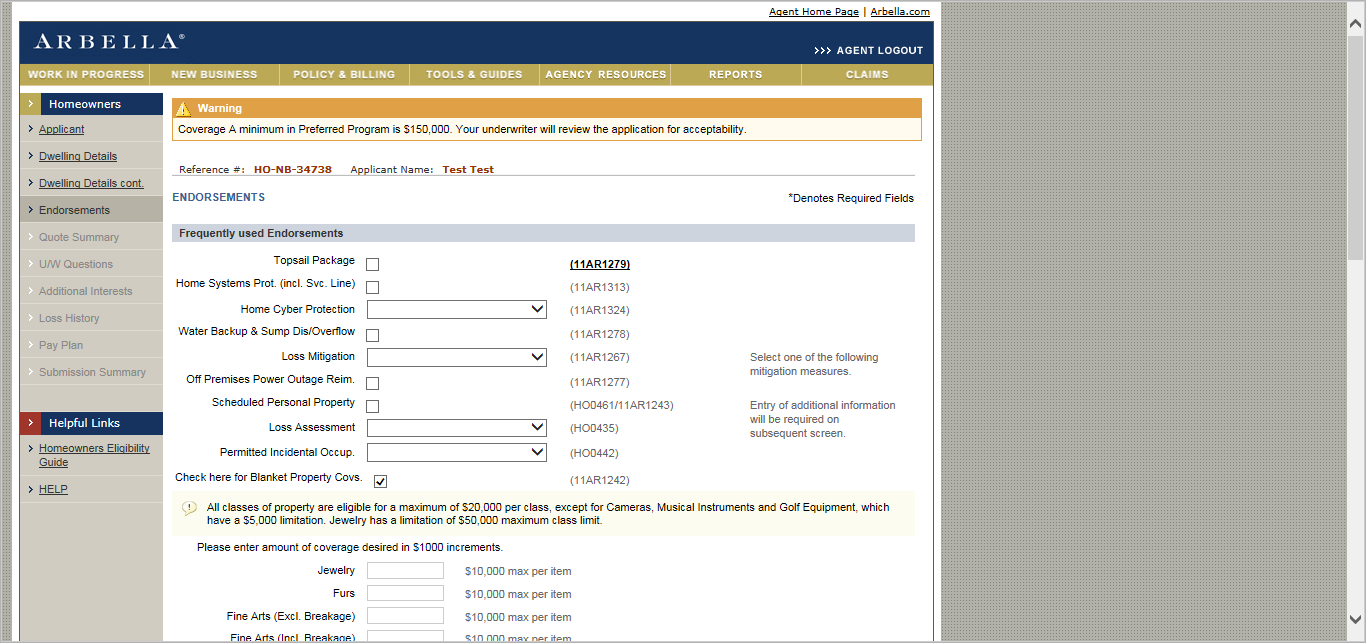 Agent Home Page | Arbella.com
ARBELLA®
>>> AGENT LOGOUT
WORK IN PROGRESS NEW BUSINESS POLICY & BILLING TOOLS & GUIDES AGENCY RESOURCES REPORTS CLAIMS
Homeowners
Applicant
Dwelling Details
Dwelling Details cont.
Endorsements
Quote Summary
U/W Questions
Additional Interests
Loss History
Pay Plan
Submission Summary
Helpful Links
Homeowners Eligibility
Guide
HELP
Warning
Coverage A minimum in Preferred Program is $150,000. Your underwriter will review the application for acceptability.
Reference #: HO-NB-34738 Applicant Name: Test Test
ENDORSEMENTS
*Denotes Required Fields
Frequently used Endorsements
Topsail Package (11AR1279)
Home Systems Prot. (incl. Svc. Line) (11AR1313)
Home Cyber Protection (11AR1324)
Water Backup & Sump Dis/Overflow (11AR1278)
Loss Mitigation (11AR1267) Select one of the following
mitigation measures.
Off Premises Power Outage Reim. (11AR1277)
Scheduled Personal Property (HO0461/11AR1243) Entry of additional information
will be required on
subsequent screen.
Loss Assessment (HO0435)
Permitted Incidental Occup. (HO0442)
Check here for Blanket Property Covs. (11AR1242)
All classes of property are eligible for a maximum of $20,000 per class, except for Cameras, Musical Instruments and Golf Equipment, which
have a $5,000 limitation. Jewelry has a limitation of $50,000 maximum class limit.
Please enter amount of coverage desired in $1000 increments.
Jewelry $10,000 max per item
Furs $10,000 max per item
Fine Arts (Excl. Breakage) $10,000 max per item
Fine Arts (Incl. Breakage) $10,000 max per item